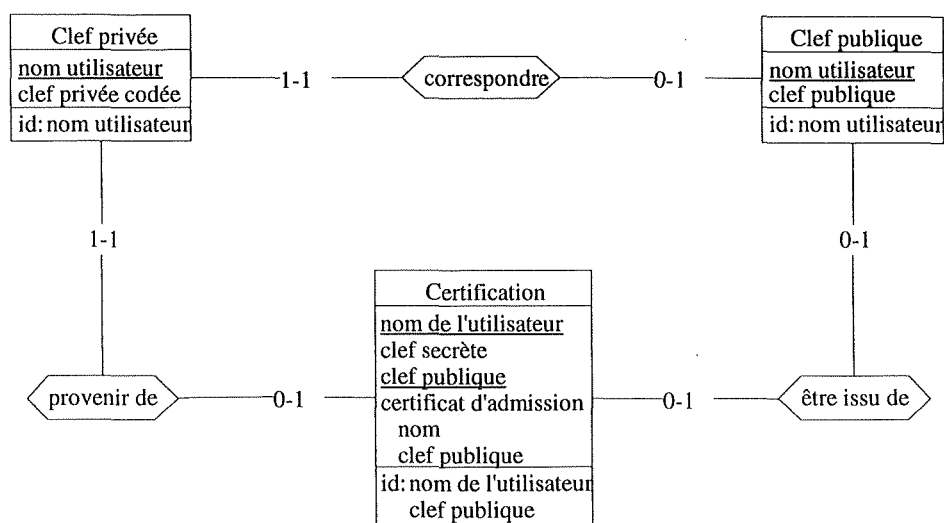 Clef privée
nom utilisateur
clef privée codée
id: nom utilisateur
1-1
correspondre
0-1
Clef publique
nom utilisateur
clef publique
id: nom utilisateur
1-1
0-1
Certification
nom de l'utilisateur
clef secrète
clef publique
certificat d'admission
nom
clef publique
id: nom de l'utilisateur
clef publique
provenir de
0-1
0-1
être issu de